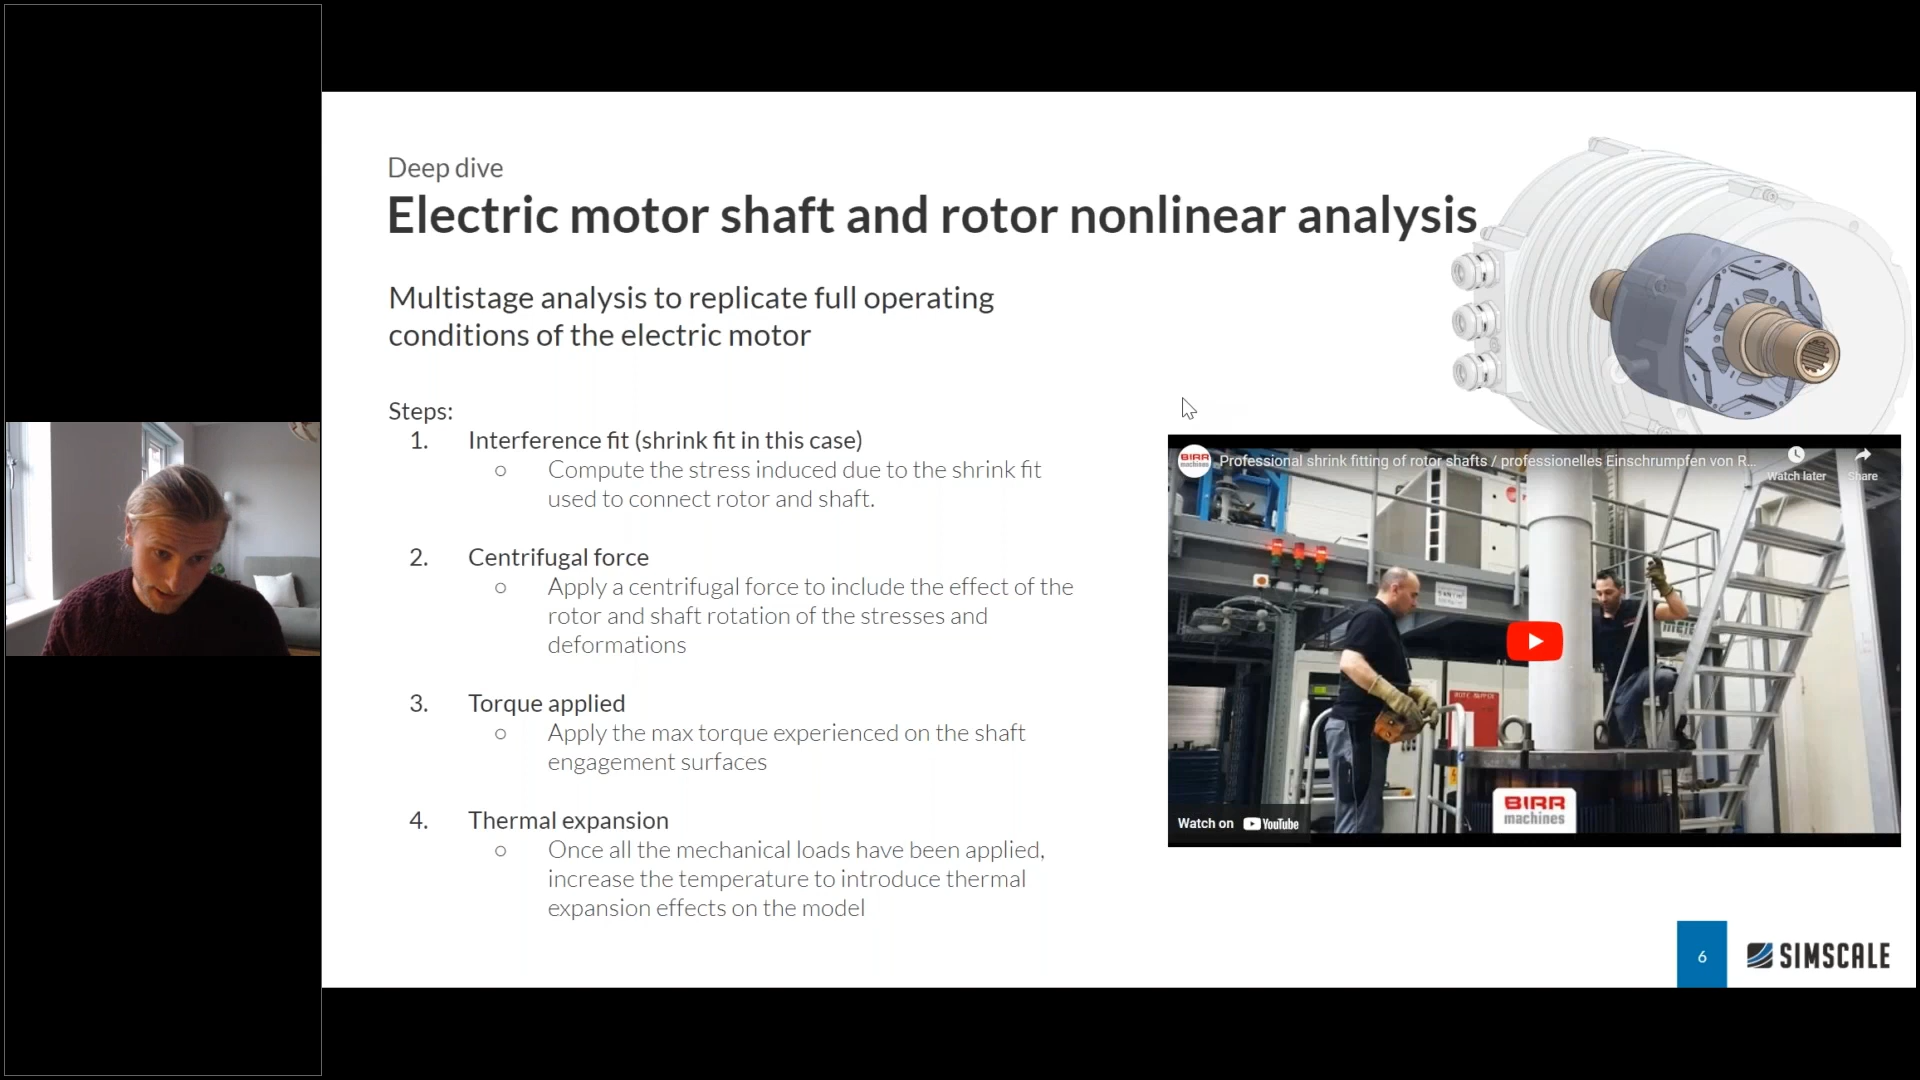 Deep dive
Electric motor shaft and rotor nonlinear analysis
Multistage analysis to replicate full operating
conditions of the electric motor
Steps:
1. Interference fit (shrink fit in this case)
○ Compute the stress induced due to the shrink fit
used to connect rotor and shaft.
2. Centrifugal force
○ Apply a centrifugal force to include the effect of the
rotor and shaft rotation of the stresses and
deformations
3. Torque applied
○ Apply the max torque experienced on the shaft
engagement surfaces
4. Thermal expansion
○ Once all the mechanical loads have been applied,
increase the temperature to introduce thermal
expansion effects on the model
BIRR
machines
Professional shrink fitting of rotor shafts / professionelles Einschrumpfen von R...
Watch later
Share
BIRR
machines
Watch on YouTube
6
SIMSCALE